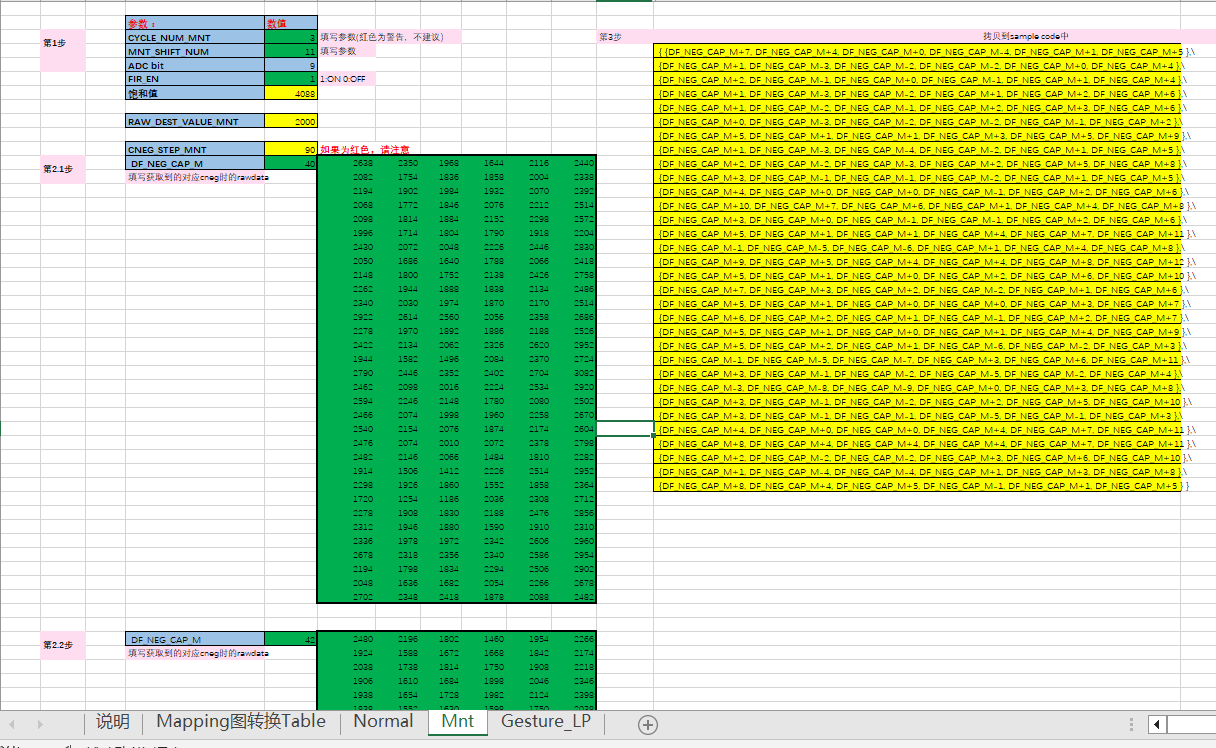 参数： 数值
第1步
CYCLE_NUM_MNT 3 填写参数(红色为警告，不建议)
MNT_SHIFT_NUM 11 填写参数
ADC bit 9
FIR_EN 1 1:ON 0:OFF
饱和值 4088
RAW_DEST_VALUE_MNT 2000
CNEG_STEP_MNT 90 如果为红色，请注意
第2.1步
DF_NEG_CAP_M 40
填写获取到的对应cneg时的rawdata
2638 2350 1968 1644 2116 2440
2082 1754 1836 1858 2004 2338
2194 1902 1984 1932 2070 2392
2068 1772 1846 2076 2212 2514
2098 1814 1884 2152 2298 2572
1996 1714 1804 1790 1918 2204
2430 2072 2048 2226 2446 2830
2050 1686 1640 1788 2066 2418
2148 1800 1752 2138 2426 2758
2262 1944 1888 1838 2134 2486
2340 2030 1974 1870 2170 2514
2922 2614 2560 2056 2358 2686
2278 1970 1892 1886 2188 2526
2422 2134 2062 2326 2620 2952
1944 1582 1496 2084 2370 2724
2790 2446 2352 2402 2704 3082
2462 2098 2016 2224 2534 2920
2594 2246 2148 1780 2080 2502
2466 2074 1998 1960 2258 2670
2540 2154 2076 1874 2174 2604
2476 2074 2010 2072 2378 2798
2482 2146 2066 1484 1810 2282
1914 1506 1412 2226 2514 2952
2298 1926 1860 1552 1858 2364
1720 1254 1186 2036 2308 2712
2278 1908 1830 2188 2476 2856
2312 1946 1880 1590 1910 2310
2336 1978 1972 2342 2606 2960
2678 2318 2356 2340 2586 2954
2194 1798 1834 2294 2506 2902
2048 1636 1682 2054 2266 2678
2702 2348 2418 1878 2088 2482
第3步 拷贝到sample code中
{ {DF_NEG_CAP_M+7, DF_NEG_CAP_M+4, DF_NEG_CAP_M+0, DF_NEG_CAP_M-4, DF_NEG_CAP_M+1, DF_NEG_CAP_M+5 },\
{DF_NEG_CAP_M+1, DF_NEG_CAP_M-3, DF_NEG_CAP_M-2, DF_NEG_CAP_M-2, DF_NEG_CAP_M+0, DF_NEG_CAP_M+4 },\
{DF_NEG_CAP_M+2, DF_NEG_CAP_M-1, DF_NEG_CAP_M+0, DF_NEG_CAP_M-1, DF_NEG_CAP_M+1, DF_NEG_CAP_M+4 },\
{DF_NEG_CAP_M+1, DF_NEG_CAP_M-3, DF_NEG_CAP_M-2, DF_NEG_CAP_M+1, DF_NEG_CAP_M+2, DF_NEG_CAP_M+6 },\
{DF_NEG_CAP_M+1, DF_NEG_CAP_M-2, DF_NEG_CAP_M-1, DF_NEG_CAP_M+2, DF_NEG_CAP_M+3, DF_NEG_CAP_M+6 },\
{DF_NEG_CAP_M+0, DF_NEG_CAP_M-3, DF_NEG_CAP_M-2, DF_NEG_CAP_M-2, DF_NEG_CAP_M-1, DF_NEG_CAP_M+2 },\
{DF_NEG_CAP_M+5, DF_NEG_CAP_M+1, DF_NEG_CAP_M+1, DF_NEG_CAP_M+3, DF_NEG_CAP_M+5, DF_NEG_CAP_M+9 },\
{DF_NEG_CAP_M+1, DF_NEG_CAP_M-3, DF_NEG_CAP_M-4, DF_NEG_CAP_M-2, DF_NEG_CAP_M+1, DF_NEG_CAP_M+5 },\
{DF_NEG_CAP_M+2, DF_NEG_CAP_M-2, DF_NEG_CAP_M-3, DF_NEG_CAP_M+2, DF_NEG_CAP_M+5, DF_NEG_CAP_M+8 },\
{DF_NEG_CAP_M+3, DF_NEG_CAP_M-1, DF_NEG_CAP_M-1, DF_NEG_CAP_M-2, DF_NEG_CAP_M+1, DF_NEG_CAP_M+5 },\
{DF_NEG_CAP_M+4, DF_NEG_CAP_M+0, DF_NEG_CAP_M+0, DF_NEG_CAP_M-1, DF_NEG_CAP_M+2, DF_NEG_CAP_M+6 },\
{DF_NEG_CAP_M+10, DF_NEG_CAP_M+7, DF_NEG_CAP_M+6, DF_NEG_CAP_M+1, DF_NEG_CAP_M+4, DF_NEG_CAP_M+8 },\
{DF_NEG_CAP_M+3, DF_NEG_CAP_M+0, DF_NEG_CAP_M-1, DF_NEG_CAP_M-1, DF_NEG_CAP_M+2, DF_NEG_CAP_M+6 },\
{DF_NEG_CAP_M+5, DF_NEG_CAP_M+1, DF_NEG_CAP_M+1, DF_NEG_CAP_M+4, DF_NEG_CAP_M+7, DF_NEG_CAP_M+11 },\
{DF_NEG_CAP_M-1, DF_NEG_CAP_M-5, DF_NEG_CAP_M-6, DF_NEG_CAP_M+1, DF_NEG_CAP_M+4, DF_NEG_CAP_M+8 },\
{DF_NEG_CAP_M+9, DF_NEG_CAP_M+5, DF_NEG_CAP_M+4, DF_NEG_CAP_M+4, DF_NEG_CAP_M+8, DF_NEG_CAP_M+12 },\
{DF_NEG_CAP_M+5, DF_NEG_CAP_M+1, DF_NEG_CAP_M+0, DF_NEG_CAP_M+2, DF_NEG_CAP_M+6, DF_NEG_CAP_M+10 },\
{DF_NEG_CAP_M+7, DF_NEG_CAP_M+3, DF_NEG_CAP_M+2, DF_NEG_CAP_M-2, DF_NEG_CAP_M+1, DF_NEG_CAP_M+6 },\
{DF_NEG_CAP_M+5, DF_NEG_CAP_M+1, DF_NEG_CAP_M+0, DF_NEG_CAP_M+0, DF_NEG_CAP_M+3, DF_NEG_CAP_M+7 },\
{DF_NEG_CAP_M+6, DF_NEG_CAP_M+2, DF_NEG_CAP_M+1, DF_NEG_CAP_M-1, DF_NEG_CAP_M+2, DF_NEG_CAP_M+7 },\
{DF_NEG_CAP_M+5, DF_NEG_CAP_M+1, DF_NEG_CAP_M+0, DF_NEG_CAP_M+1, DF_NEG_CAP_M+4, DF_NEG_CAP_M+9 },\
{DF_NEG_CAP_M+5, DF_NEG_CAP_M+2, DF_NEG_CAP_M+1, DF_NEG_CAP_M-6, DF_NEG_CAP_M-2, DF_NEG_CAP_M+3 },\
{DF_NEG_CAP_M-1, DF_NEG_CAP_M-5, DF_NEG_CAP_M-7, DF_NEG_CAP_M+3, DF_NEG_CAP_M+6, DF_NEG_CAP_M+11 },\
{DF_NEG_CAP_M+3, DF_NEG_CAP_M-1, DF_NEG_CAP_M-2, DF_NEG_CAP_M-5, DF_NEG_CAP_M-2, DF_NEG_CAP_M+4 },\
{DF_NEG_CAP_M-3, DF_NEG_CAP_M-8, DF_NEG_CAP_M-9, DF_NEG_CAP_M+0, DF_NEG_CAP_M+3, DF_NEG_CAP_M+8 },\
{DF_NEG_CAP_M+3, DF_NEG_CAP_M-1, DF_NEG_CAP_M-2, DF_NEG_CAP_M+2, DF_NEG_CAP_M+5, DF_NEG_CAP_M+10 },\
{DF_NEG_CAP_M+3, DF_NEG_CAP_M-1, DF_NEG_CAP_M-1, DF_NEG_CAP_M-5, DF_NEG_CAP_M-1, DF_NEG_CAP_M+3 },\
{DF_NEG_CAP_M+4, DF_NEG_CAP_M+0, DF_NEG_CAP_M+0, DF_NEG_CAP_M+4, DF_NEG_CAP_M+7, DF_NEG_CAP_M+11 },\
{DF_NEG_CAP_M+8, DF_NEG_CAP_M+4, DF_NEG_CAP_M+4, DF_NEG_CAP_M+4, DF_NEG_CAP_M+7, DF_NEG_CAP_M+11 },\
{DF_NEG_CAP_M+2, DF_NEG_CAP_M-2, DF_NEG_CAP_M-2, DF_NEG_CAP_M+3, DF_NEG_CAP_M+6, DF_NEG_CAP_M+10 },\
{DF_NEG_CAP_M+1, DF_NEG_CAP_M-4, DF_NEG_CAP_M-4, DF_NEG_CAP_M+1, DF_NEG_CAP_M+3, DF_NEG_CAP_M+8 },\
{DF_NEG_CAP_M+8, DF_NEG_CAP_M+4, DF_NEG_CAP_M+5, DF_NEG_CAP_M-1, DF_NEG_CAP_M+1, DF_NEG_CAP_M+5 } }
第2.2步
DF_NEG_CAP_M 42
填写获取到的对应cneg时的rawdata
2480 2196 1802 1460 1954 2266
1924 1588 1672 1668 1842 2174
2038 1738 1814 1750 1908 2218
1906 1610 1684 1898 2046 2346
1938 1654 1728 1982 2124 2398
说明 Mapping图转换Table Normal Mnt Gesture_LP